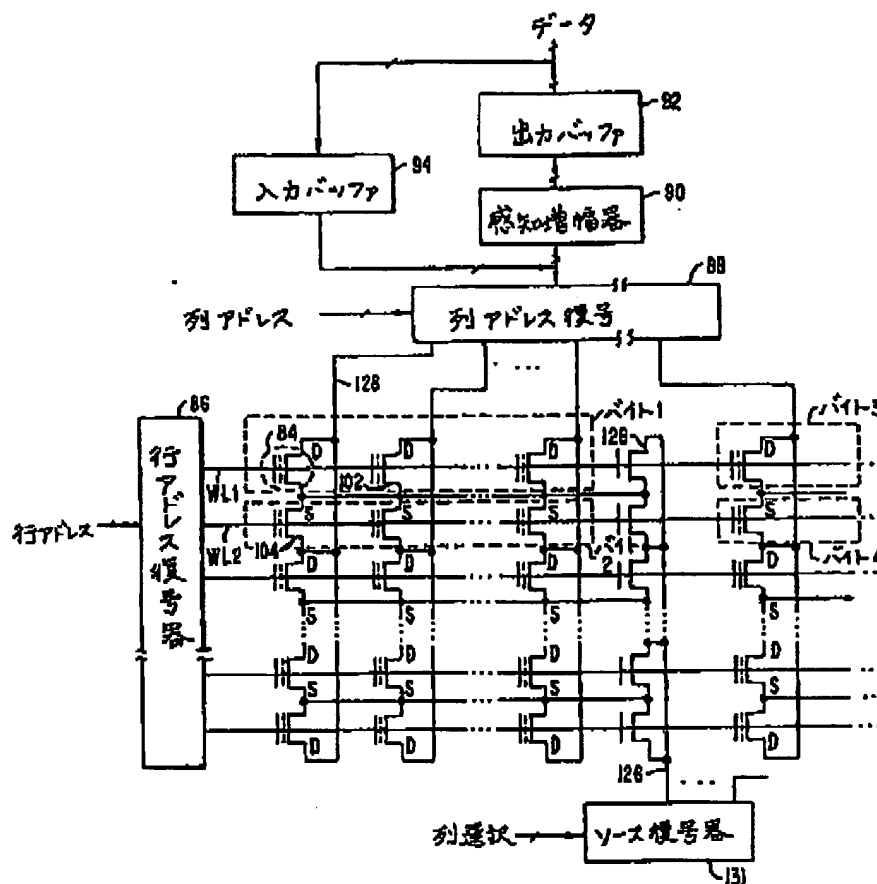 データ
出力バッファ
92
入力バッファ
94
感知増幅器
90
88
列アドレス
列アドレス復号
128
...
86
行アドレス復号器
行アドレス
84
バイト1
バイト3
128
D D D D
WL1
102
S S S S
WL2
104
バイト2
バイト4
D D D D
S S S S
D D D D
S S S S
D D D D
126
...
列選択
ソース復号器
131